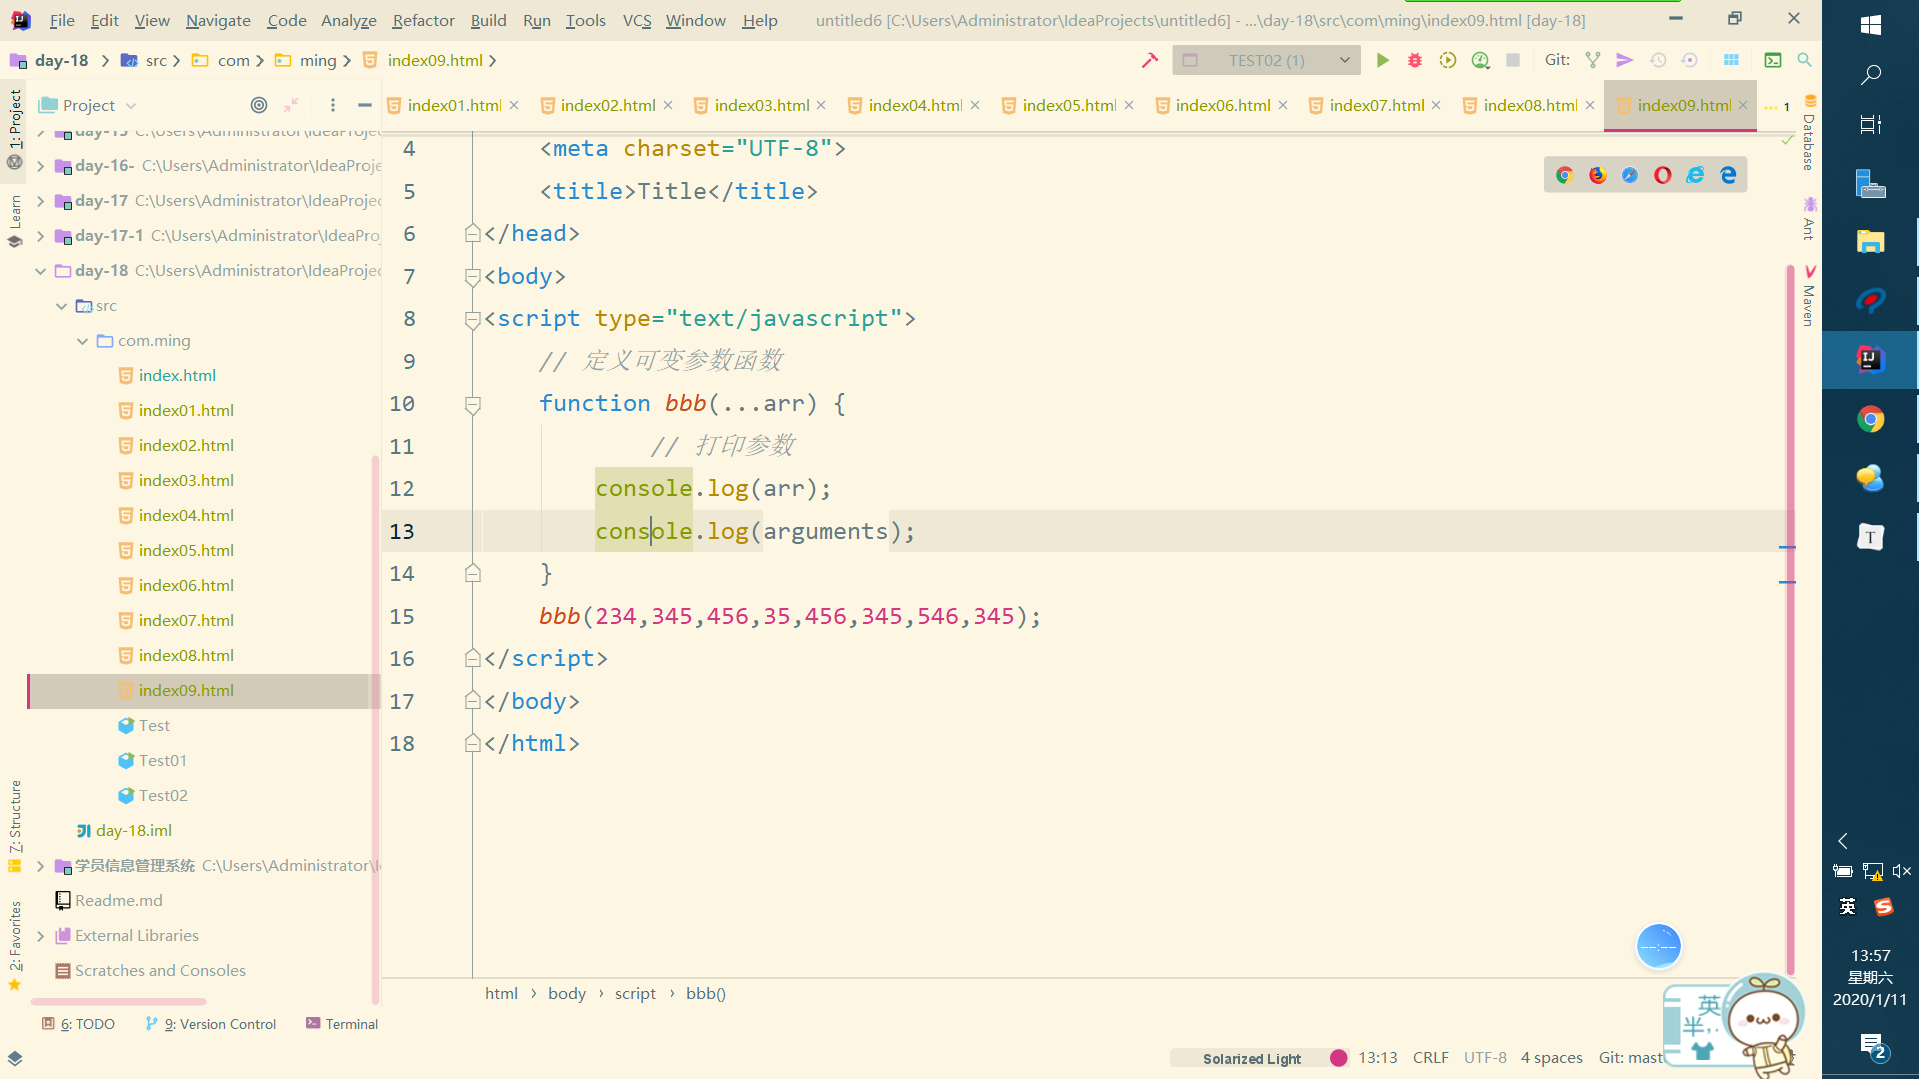 File Edit View Navigate Code Analyze Refactor Build Run Tools VCS Window Help untitled6 [C:\Users\Administrator\IdeaProjects\untitled6] - ...\day-18\src\com\ming\index09.html [day-18]
day-18 src com ming index09.html TEST02 (1) Git:
Project index01.html index02.html index03.html index04.html index05.html index06.html index07.html index08.html index09.html 1
1: Project
Learn
7: Structure
2: Favorites
day-15 C:\Users\Administrator\IdeaProje
day-16- C:\Users\Administrator\IdeaProje
day-17 C:\Users\Administrator\IdeaProjec
day-17-1 C:\Users\Administrator\IdeaPro
day-18 C:\Users\Administrator\IdeaProjec
src
com.ming
index.html
index01.html
index02.html
index03.html
index04.html
index05.html
index06.html
index07.html
index08.html
index09.html
Test
Test01
Test02
day-18.iml
学员信息管理系统 C:\Users\Administrator\I
Readme.md
External Libraries
Scratches and Consoles
4 <meta charset="UTF-8">
5 <title>Title</title>
6 </head>
7 <body>
8 <script type="text/javascript">
9 // 定义可变参数函数
10 function bbb(...arr) {
11 // 打印参数
12 console.log(arr);
13 console.log(arguments);
14 }
15 bbb(234,345,456,35,456,345,546,345);
16 </script>
17 </body>
18 </html>
html › body › script › bbb()
Database
Ant
Maven
6: TODO 9: Version Control Terminal
Solarized Light 13:13 CRLF UTF-8 4 spaces Git: mast
--:--
英
半
英
13:57
星期六
2020/1/11
2